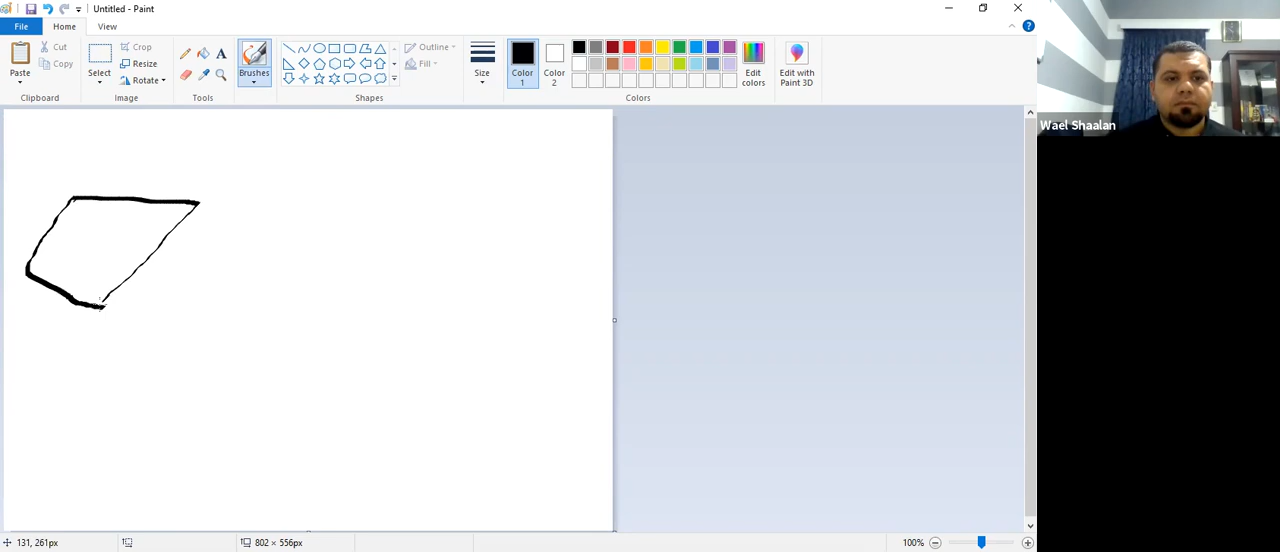 Untitled - Paint
File
Home
View
Paste
Cut
Copy
Clipboard
Select
Crop
Resize
Rotate
Image
A
Tools
Brushes
Outline
Fill
Shapes
Size
Color
1
Color
2
Edit
colors
Edit with
Paint 3D
Colors
Wael Shaalan
131, 261px
802 × 556px
100%